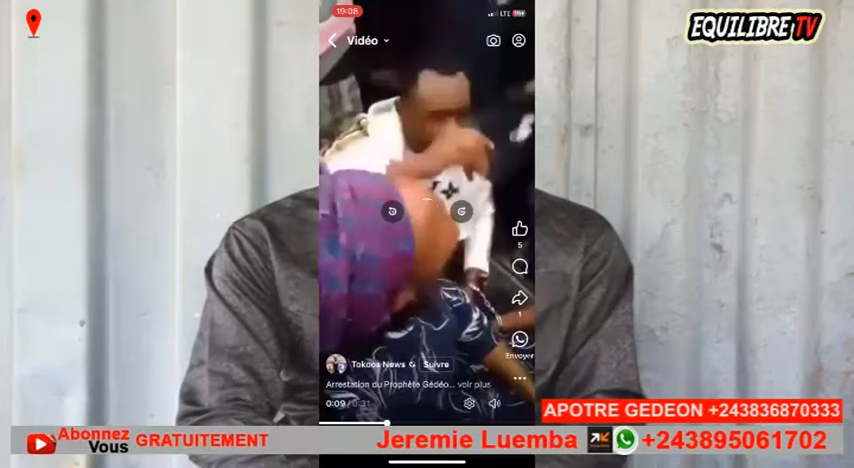 19:08
LTE
Vidéo
EQUILIBRE TV
5
1
Envoyer
Tokoos News
Suivre
Arrestation du Prophète Gédéo... voir plus
0:09 / 0:31
APOTRE GEDEON +243836870333
Abonnez
Vous
GRATUITEMENT
Jeremie Luemba
+243895061702